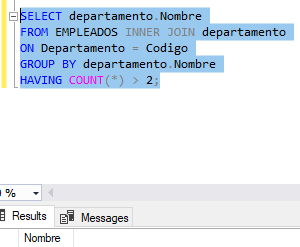 SELECT departamento.Nombre
FROM EMPLEADOS INNER JOIN departamento
ON Departamento = Codigo
GROUP BY departamento.Nombre
HAVING COUNT(*) > 2;
%
Results Messages
Nombre